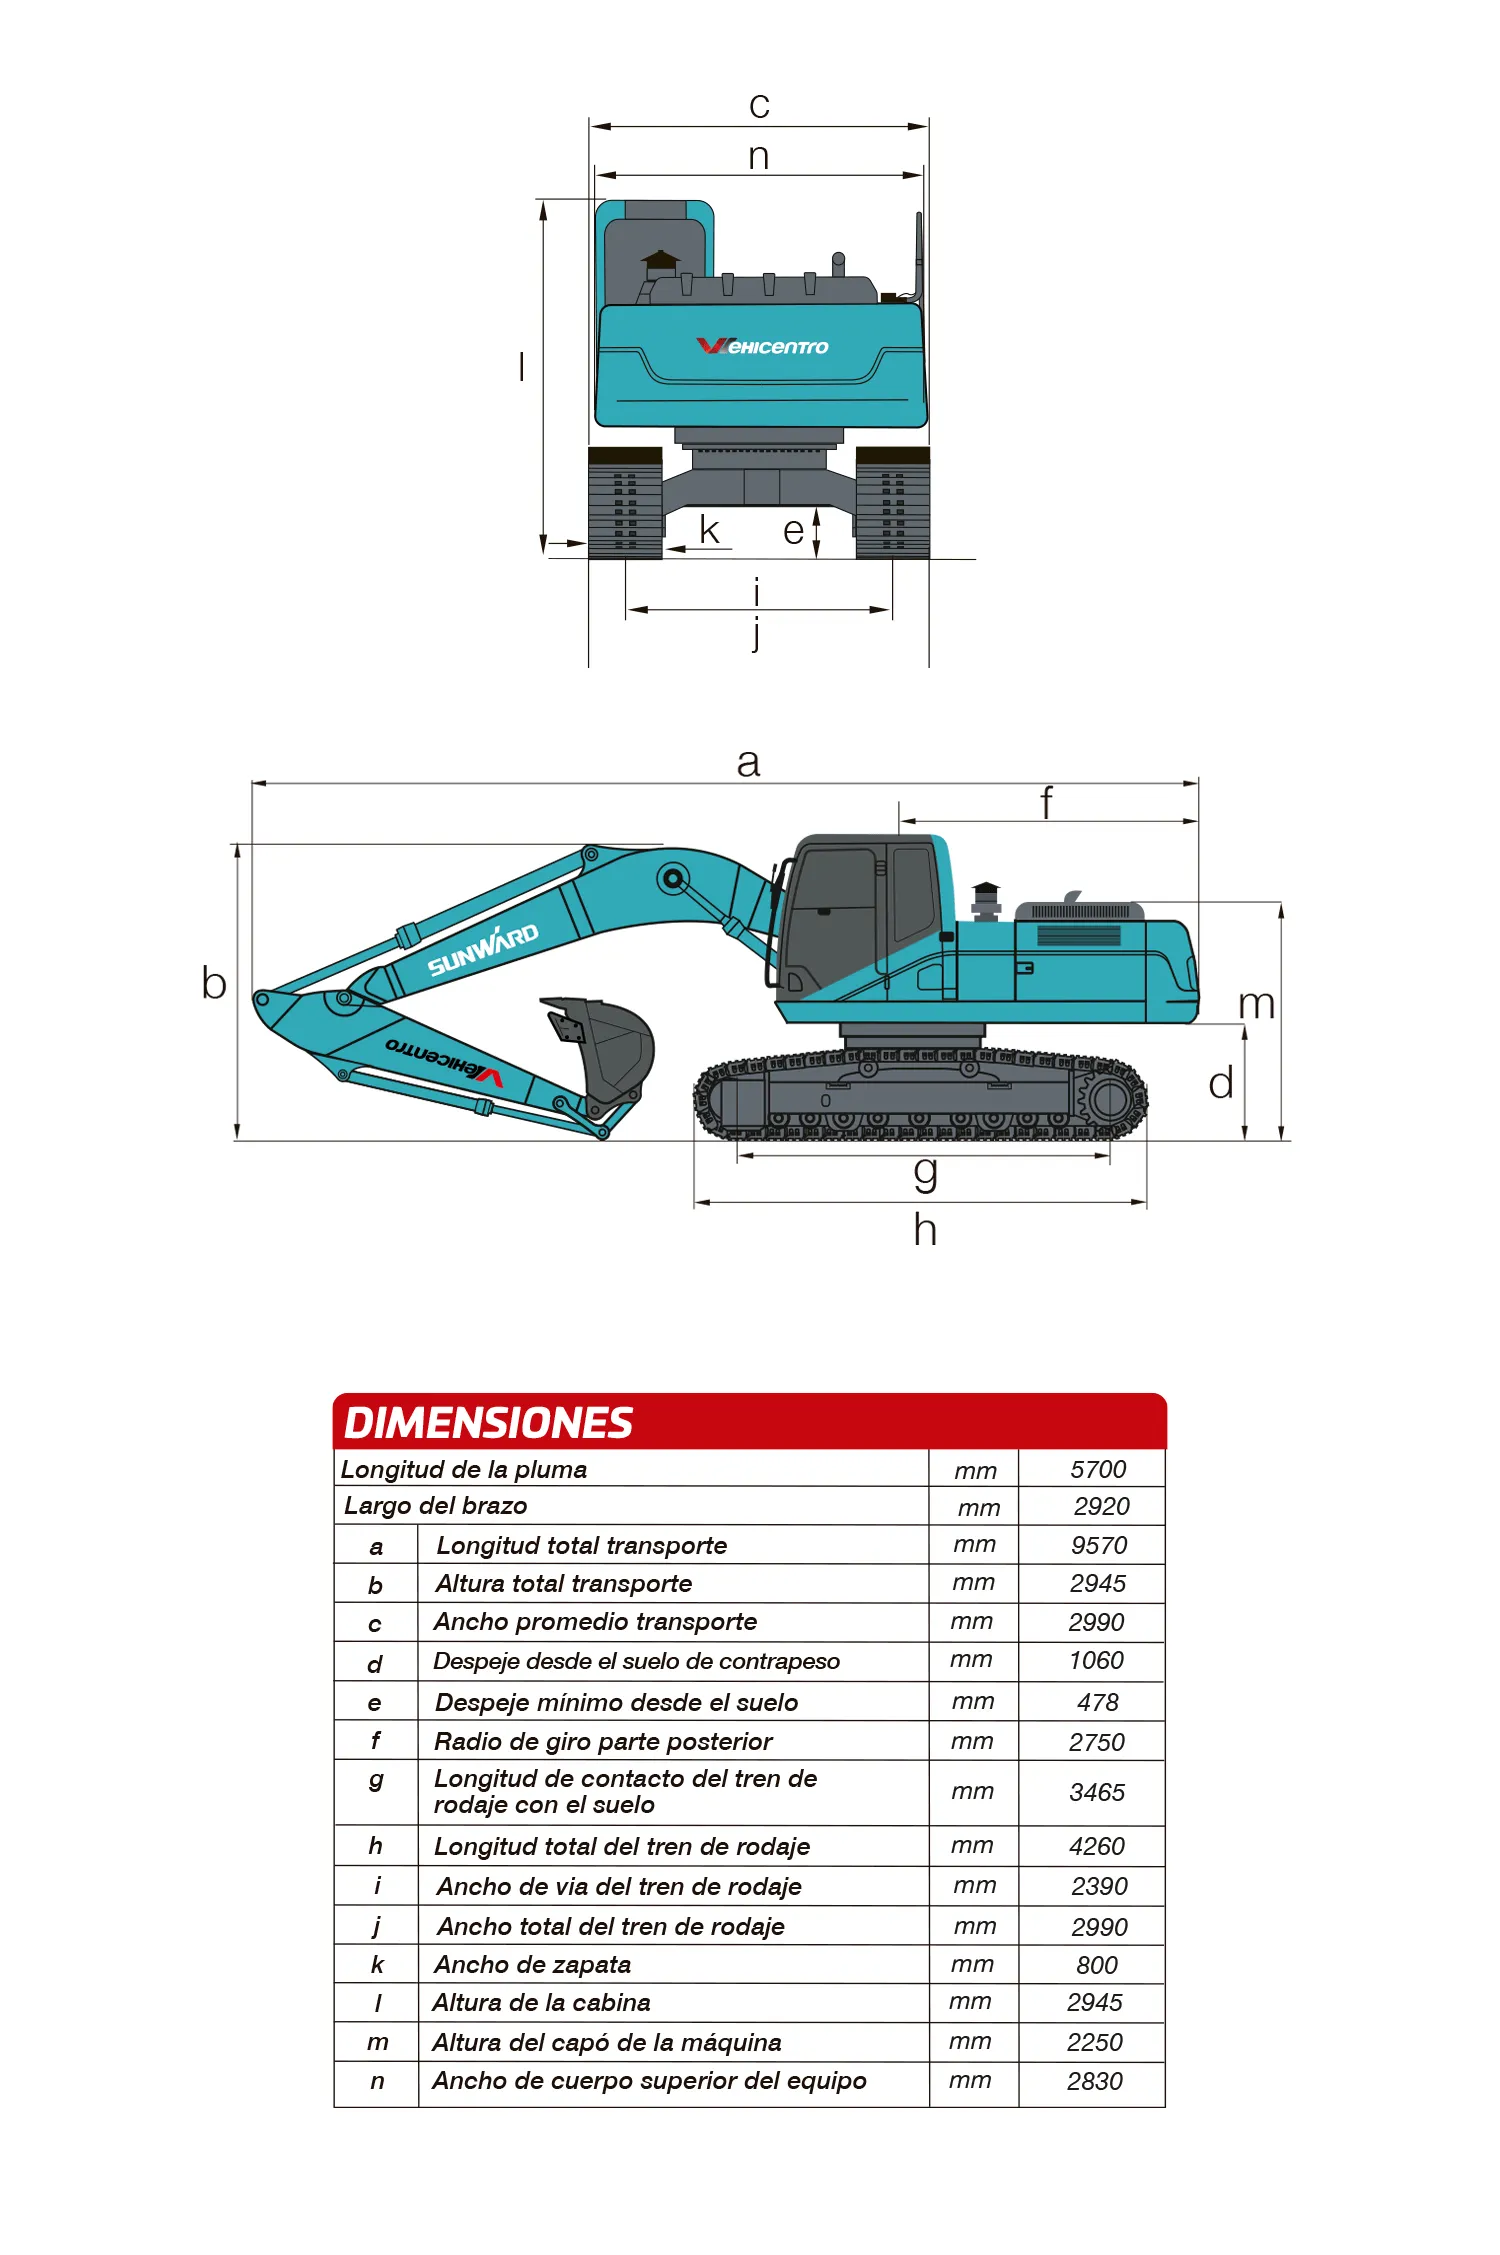 c
n
VEHICENTRO
l
k
e
i
j
a
f
SUNWARD
b
VEHICENTRO
m
d
g
h
DIMENSIONES
Longitud de la pluma mm 5700
Largo del brazo mm 2920
a Longitud total transporte mm 9570
b Altura total transporte mm 2945
c Ancho promedio transporte mm 2990
d Despeje desde el suelo de contrapeso mm 1060
e Despeje mínimo desde el suelo mm 478
f Radio de giro parte posterior mm 2750
g Longitud de contacto del tren de
rodaje con el suelo mm 3465
h Longitud total del tren de rodaje mm 4260
i Ancho de via del tren de rodaje mm 2390
j Ancho total del tren de rodaje mm 2990
k Ancho de zapata mm 800
l Altura de la cabina mm 2945
m Altura del capó de la máquina mm 2250
n Ancho de cuerpo superior del equipo mm 2830